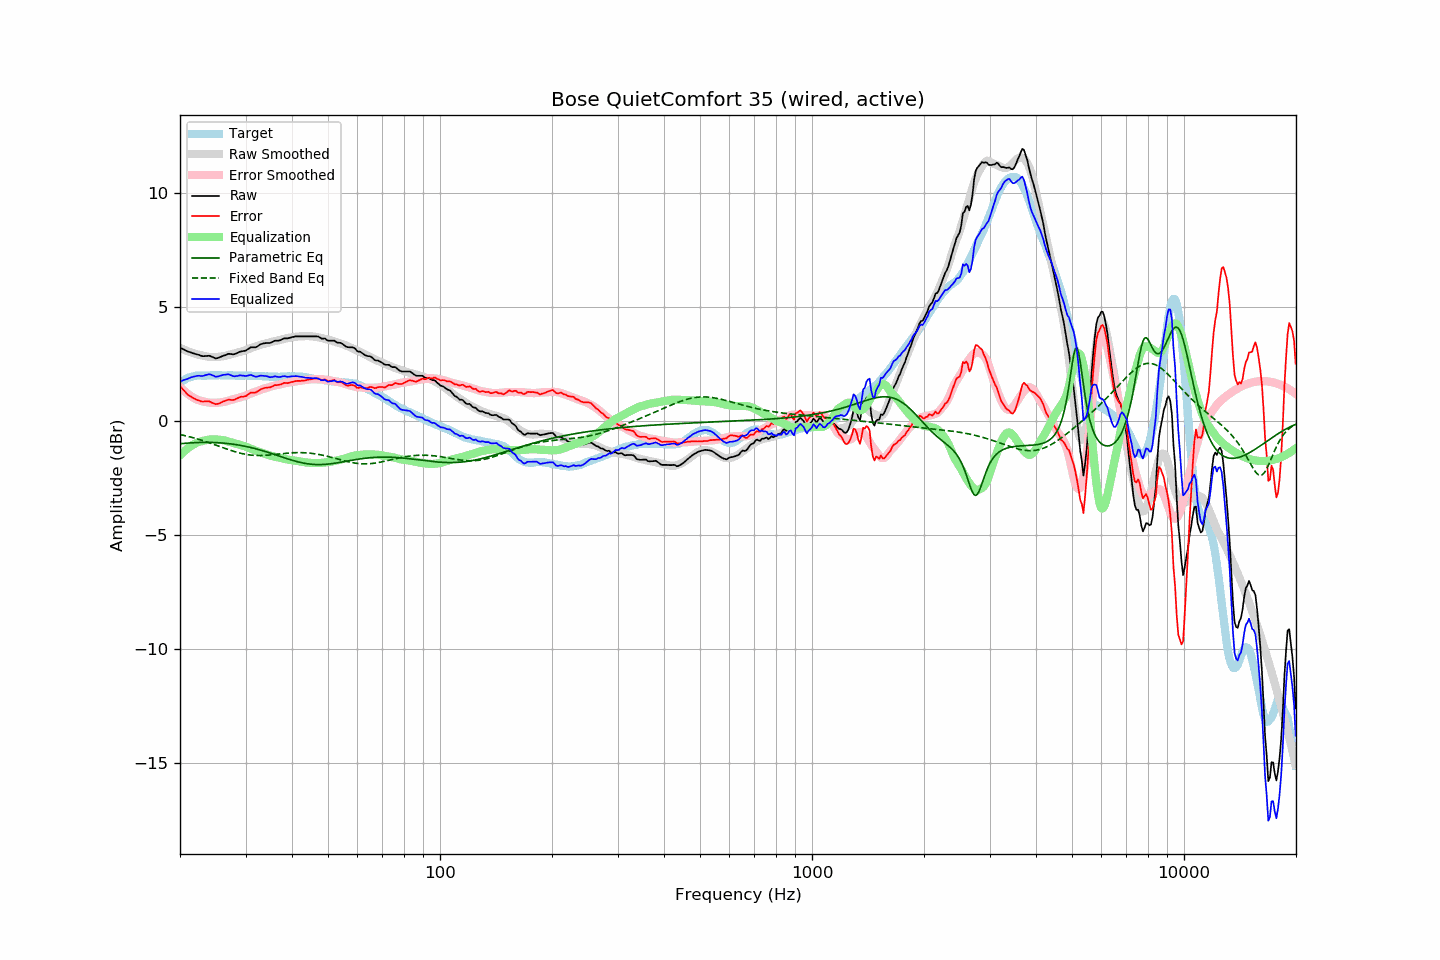 Bose QuietComfort 35 (wired, active)
Target
Raw Smoothed
Error Smoothed
Raw
Error
Equalization
Parametric Eq
Fixed Band Eq
Equalized
10
5
0
−5
−10
−15
Amplitude (dBr)
100
1000
10000
Frequency (Hz)